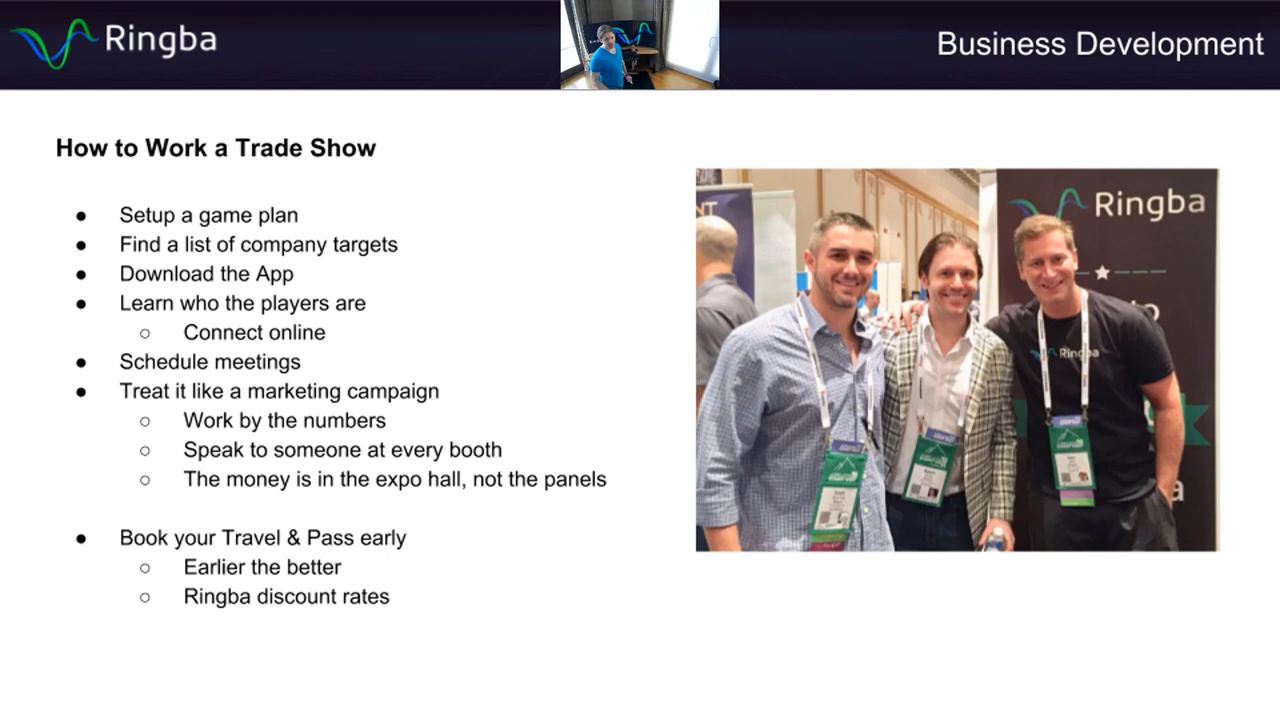 Ringba
Business Development
How to Work a Trade Show
● Setup a game plan
● Find a list of company targets
● Download the App
● Learn who the players are
○ Connect online
● Schedule meetings
● Treat it like a marketing campaign
○ Work by the numbers
○ Speak to someone at every booth
○ The money is in the expo hall, not the panels
● Book your Travel & Pass early
○ Earlier the better
○ Ringba discount rates
NT
Ringba
Ringba